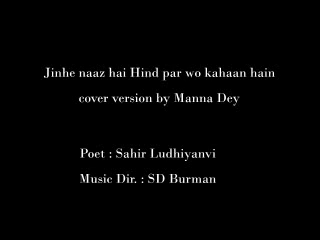 Jinhe naaz hai Hind par wo kahaan hain
cover version by Manna Dey
Poet : Sahir Ludhiyanvi
Music Dir. : SD Burman